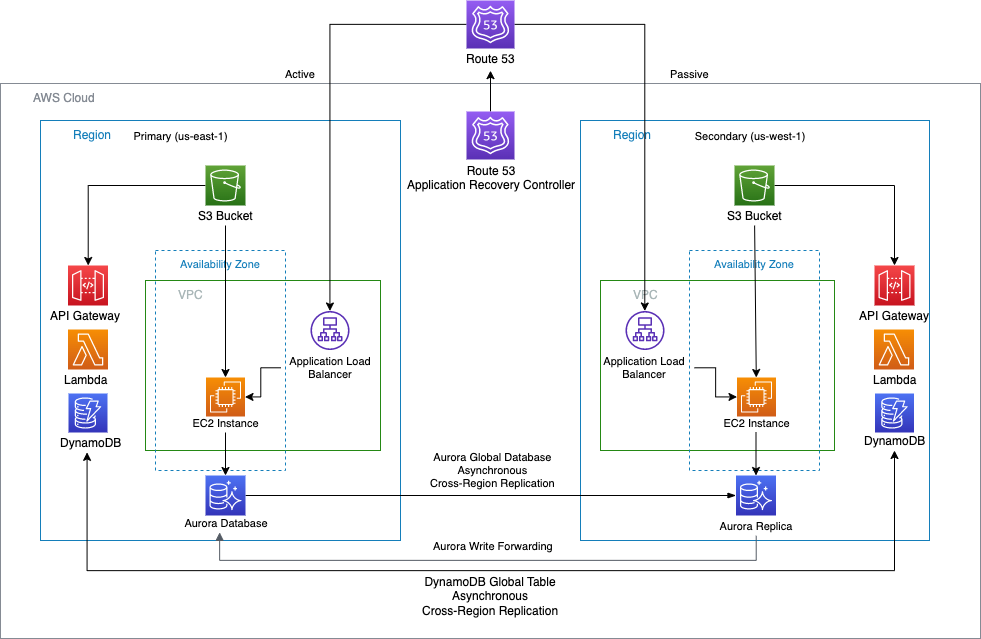 53
Route 53
Active
Passive
AWS Cloud
53
Route 53
Application Recovery Controller
Region
Primary (us-east-1)
S3 Bucket
Availability Zone
VPC
API Gateway
Lambda
DynamoDB
Application Load
Balancer
EC2 Instance
Aurora Database
Region
Secondary (us-west-1)
S3 Bucket
Availability Zone
VPC
Application Load
Balancer
EC2 Instance
API Gateway
Lambda
DynamoDB
Aurora Replica
Aurora Global Database
Asynchronous
Cross-Region Replication
Aurora Write Forwarding
DynamoDB Global Table
Asynchronous
Cross-Region Replication